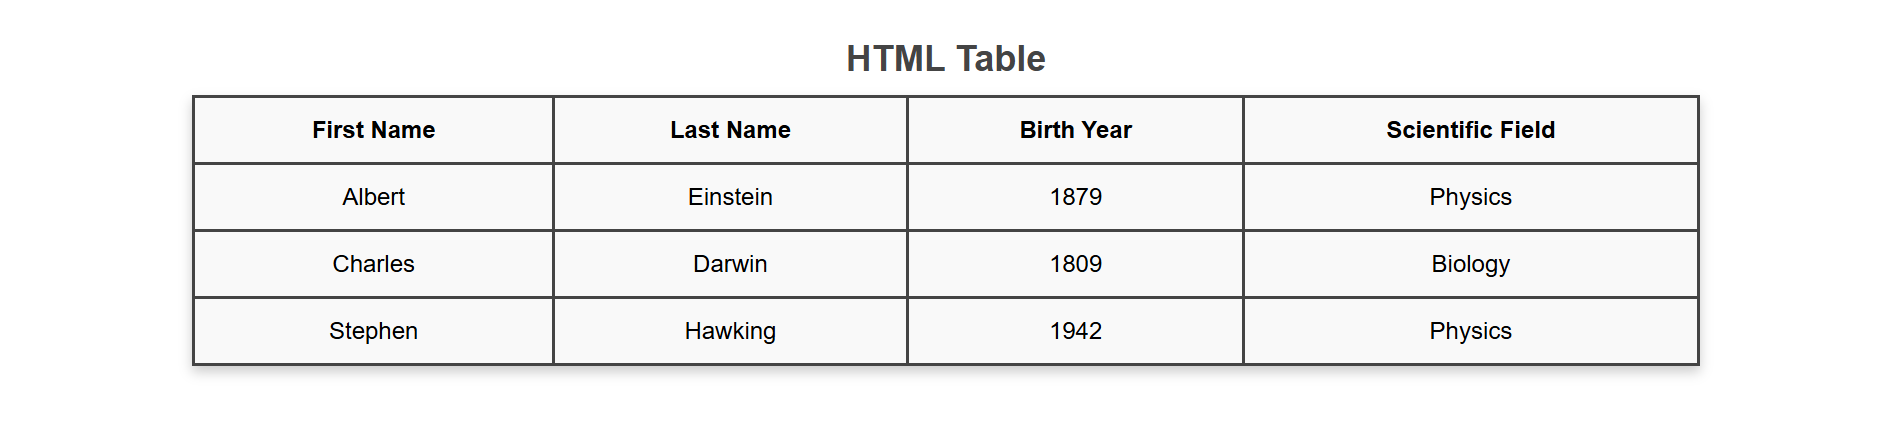 HTML Table
First Name Last Name Birth Year Scientific Field
Albert Einstein 1879 Physics
Charles Darwin 1809 Biology
Stephen Hawking 1942 Physics